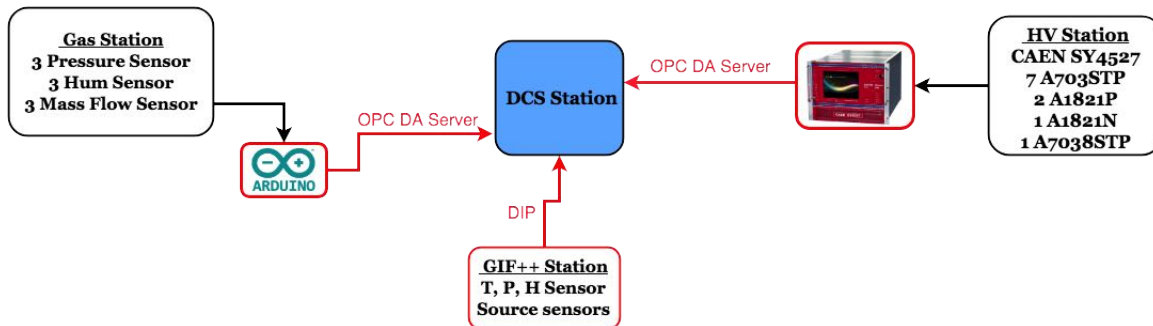 Gas Station
3 Pressure Sensor
3 Hum Sensor
3 Mass Flow Sensor
OPC DA Server
ARDUINO
DCS Station
OPC DA Server
HV Station
CAEN SY4527
7 A703STP
2 A1821P
1 A1821N
1 A7038STP
DIP
GIF++ Station
T, P, H Sensor
Source sensors